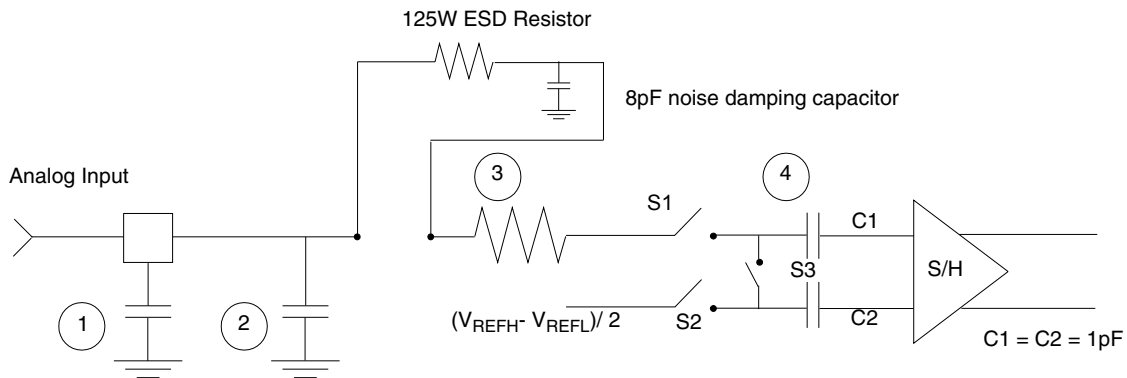 125W ESD Resistor
8pF noise damping capacitor
Analog Input
3
4
S1
C1
S/H
S3
1
2
(VREFH- VREFL)/ 2
S2
C2
C1 = C2 = 1pF